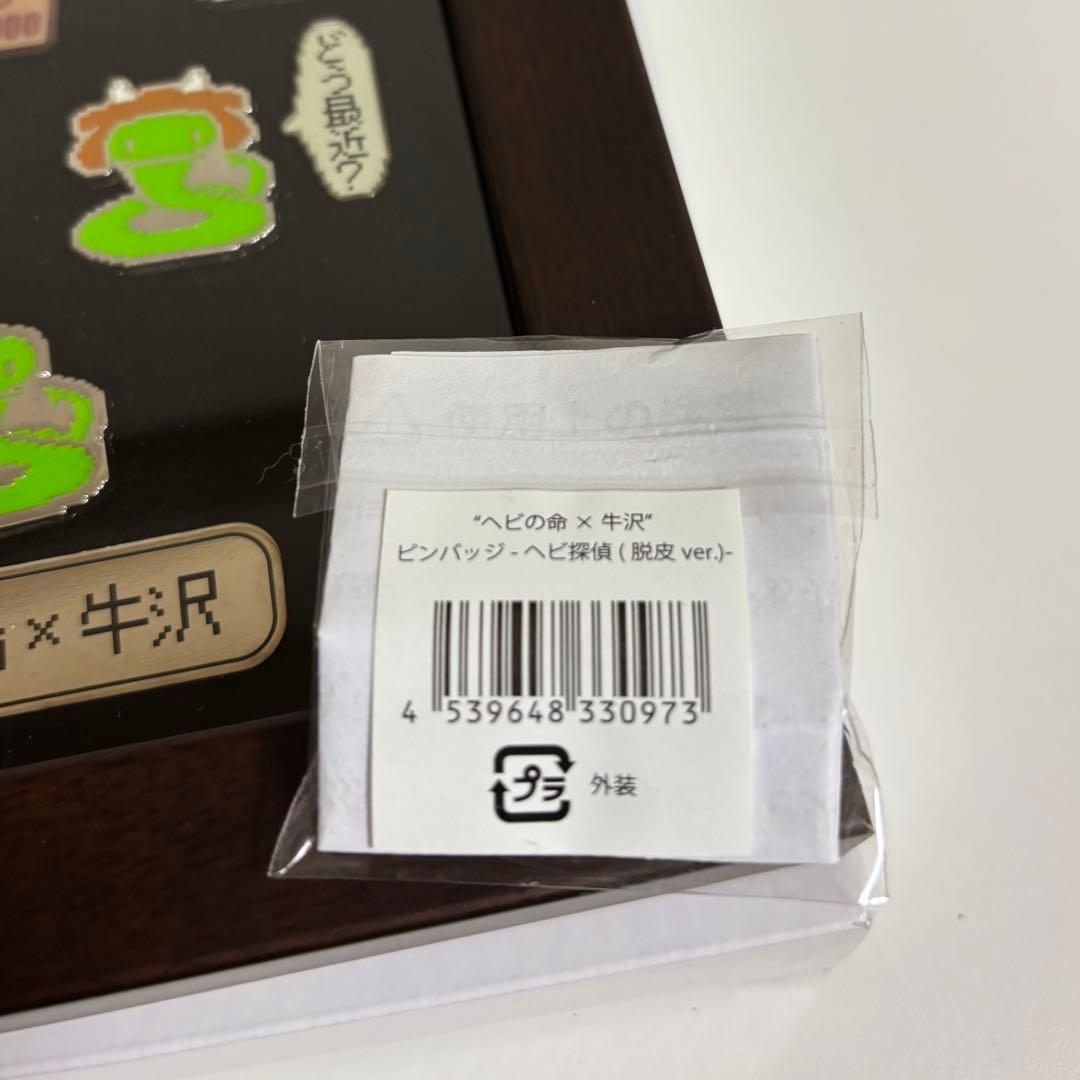 000
どう最近?
× 牛沢
“ヘビの命 × 牛沢“
ピンバッジ - ヘビ探偵 ( 脱皮 ver.)-
4 539648 330973
プラ 外装